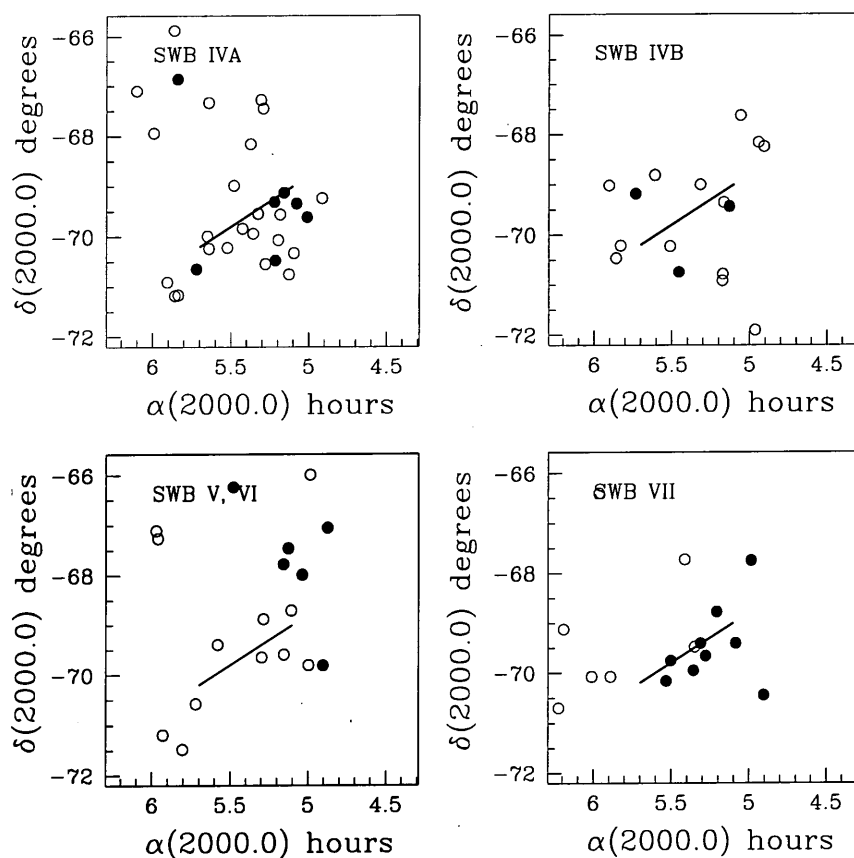 SWB IVA
δ(2000.0) degrees
−66
−68
−70
−72
6
5.5
5
4.5
α(2000.0) hours
SWB IVB
δ(2000.0) degrees
−66
−68
−70
−72
6
5.5
5
4.5
α(2000.0) hours
SWB V, VI
δ(2000.0) degrees
−66
−68
−70
−72
6
5.5
5
4.5
α(2000.0) hours
SWB VII
δ(2000.0) degrees
−66
−68
−70
−72
6
5.5
5
4.5
α(2000.0) hours